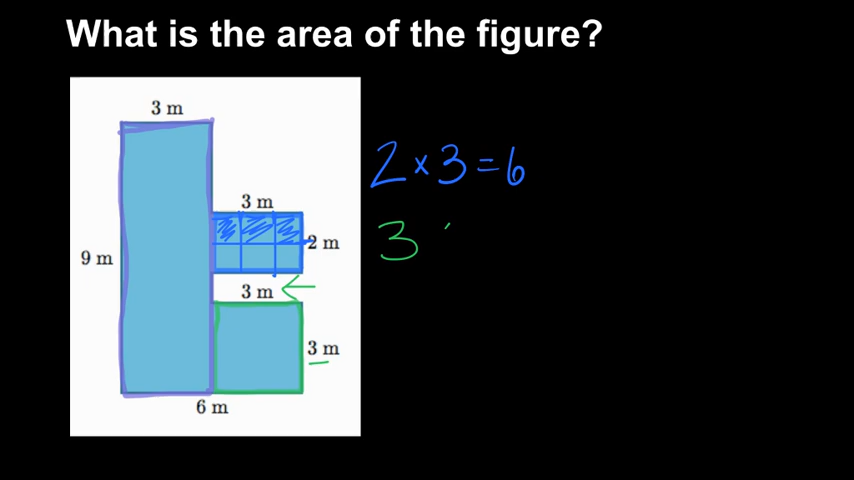 What is the area of the figure?
3 m
2 × 3 = 6
3 m
2 m
3
9 m
3 m
3 m
6 m